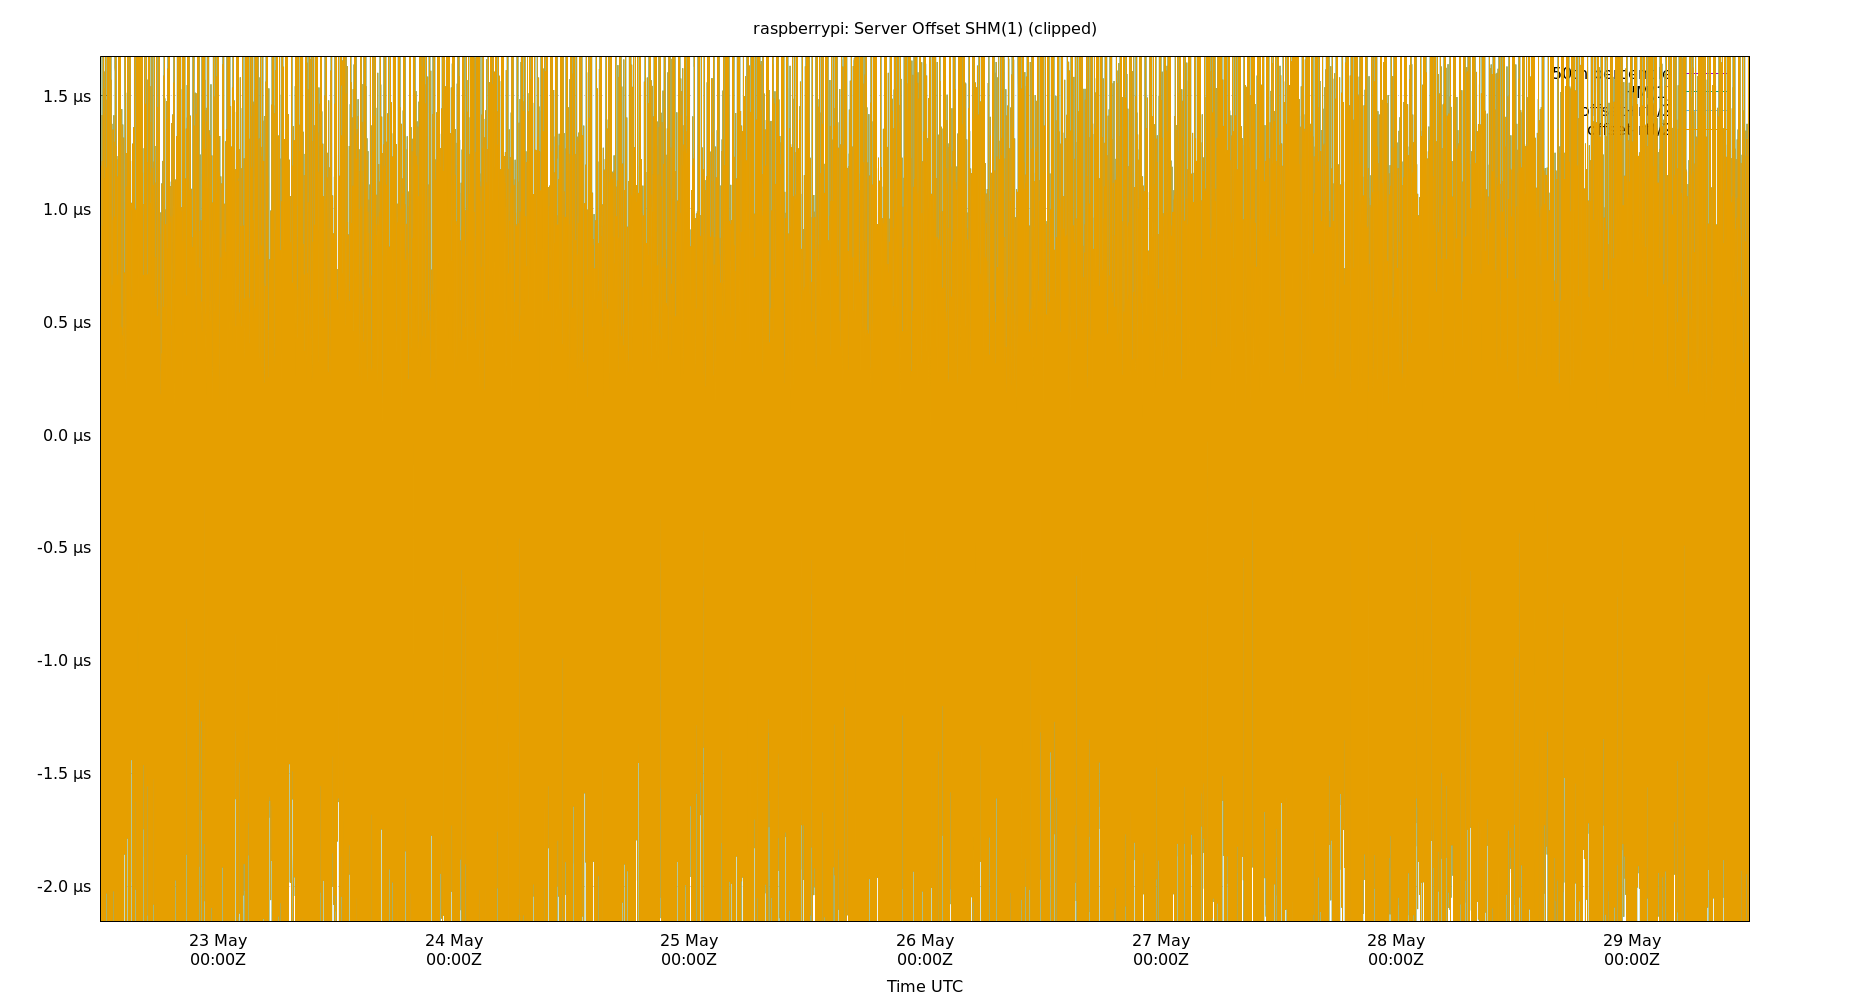 raspberrypi: Server Offset SHM(1) (clipped)
1.5 µs
1.0 µs
0.5 µs
0.0 µs
-0.5 µs
-1.0 µs
-1.5 µs
-2.0 µs
23 May
00:00Z
24 May
00:00Z
25 May
00:00Z
26 May
00:00Z
27 May
00:00Z
28 May
00:00Z
29 May
00:00Z
Time UTC